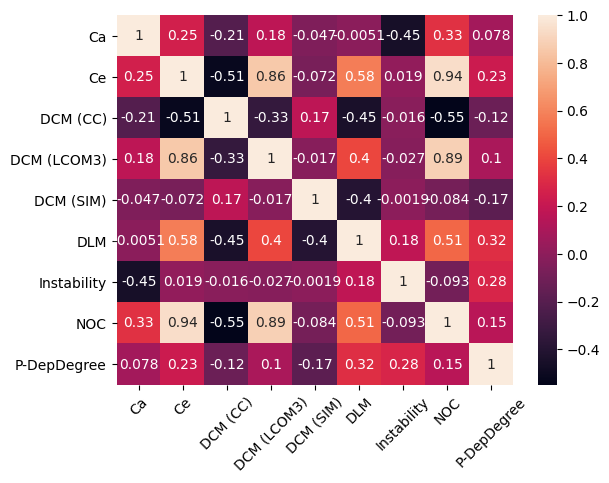 Ca 1 0.25 -0.21 0.18 -0.047 -0.0051 -0.45 0.33 0.078
Ce 0.25 1 -0.51 0.86 -0.072 0.58 0.019 0.94 0.23
DCM (CC) -0.21 -0.51 1 -0.33 0.17 -0.45 -0.016 -0.55 -0.12
DCM (LCOM3) 0.18 0.86 -0.33 1 -0.017 0.4 -0.027 0.89 0.1
DCM (SIM) -0.047 -0.072 0.17 -0.017 1 -0.4 -0.0019 -0.084 -0.17
DLM -0.0051 0.58 -0.45 0.4 -0.4 1 0.18 0.51 0.32
Instability -0.45 0.019 -0.016 -0.027 -0.0019 0.18 1 -0.093 0.28
NOC 0.33 0.94 -0.55 0.89 -0.084 0.51 -0.093 1 0.15
P-DepDegree 0.078 0.23 -0.12 0.1 -0.17 0.32 0.28 0.15 1
Ca Ce DCM (CC) DCM (LCOM3) DCM (SIM) DLM Instability NOC P-DepDegree
1.0
0.8
0.6
0.4
0.2
0.0
−0.2
−0.4